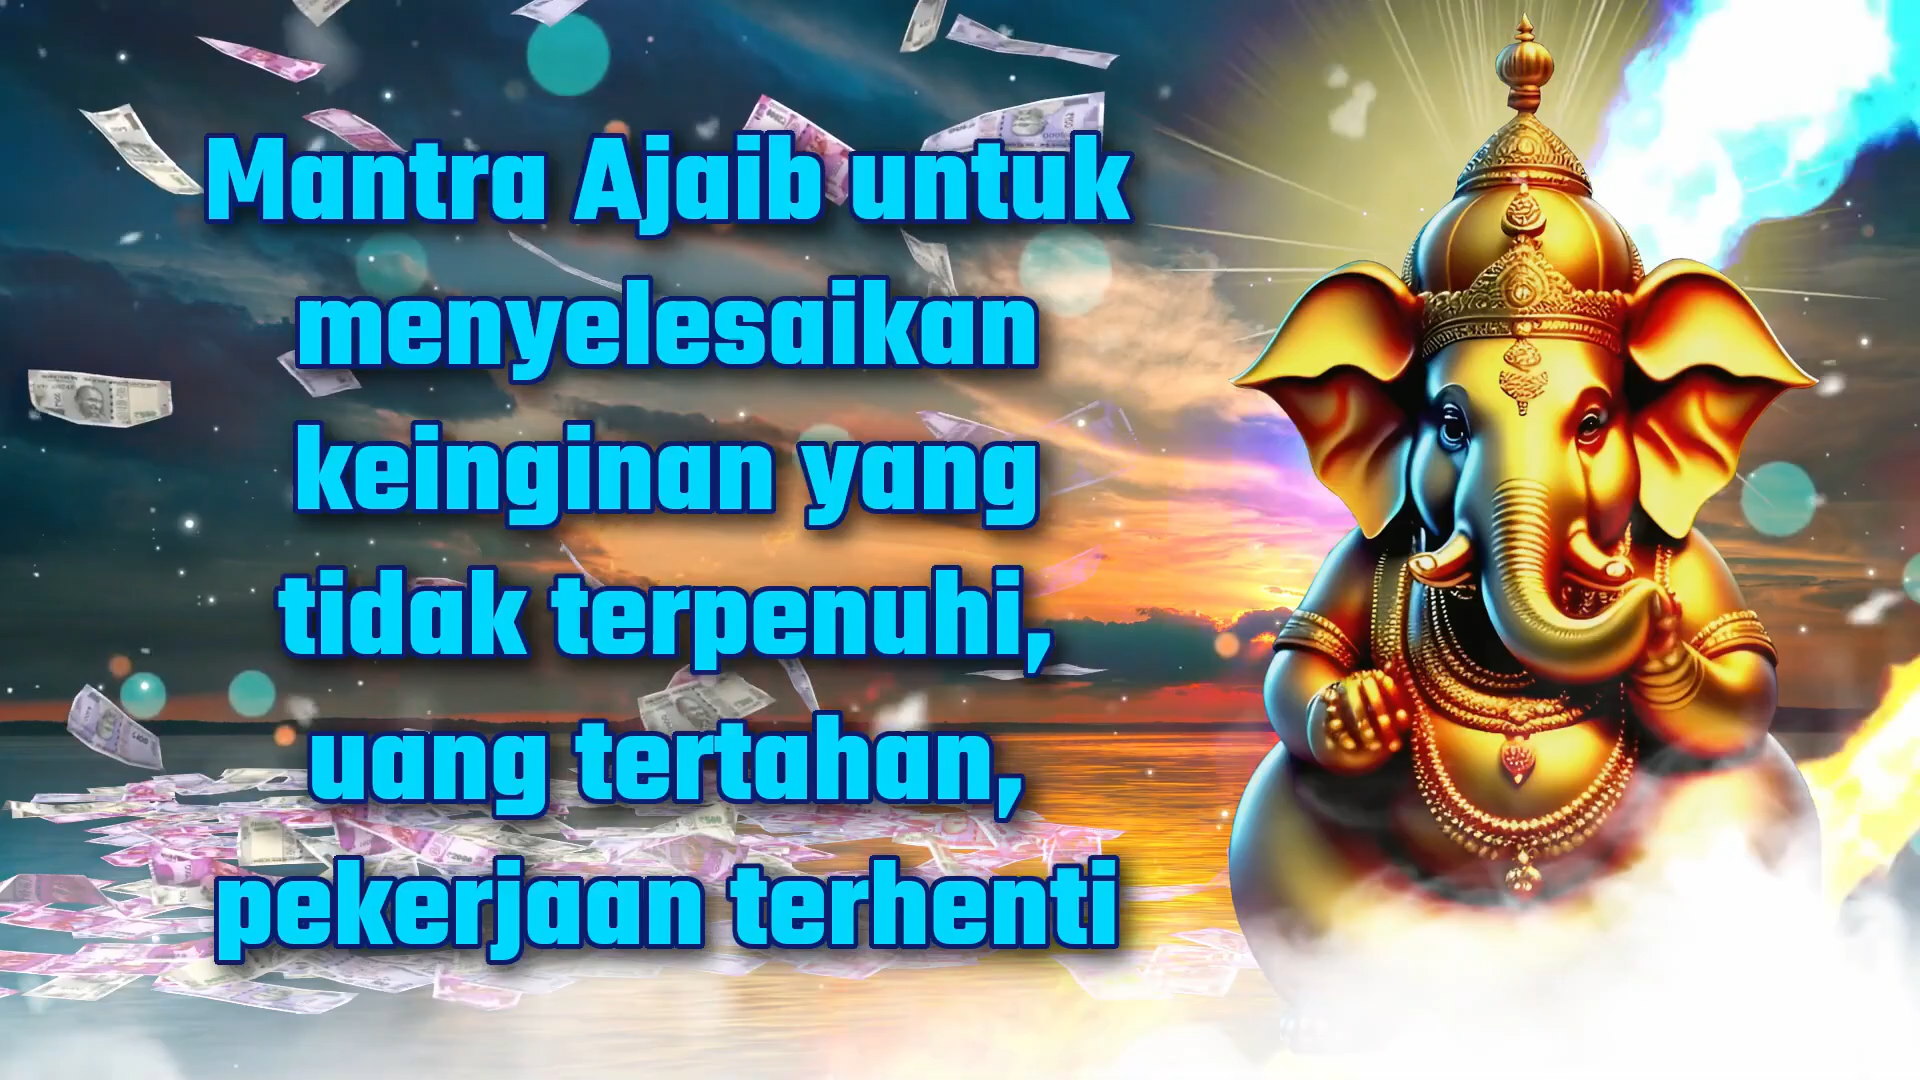 Mantra Ajaib untuk
menyelesaikan
keinginan yang
tidak terpenuhi,
uang tertahan,
pekerjaan terhenti